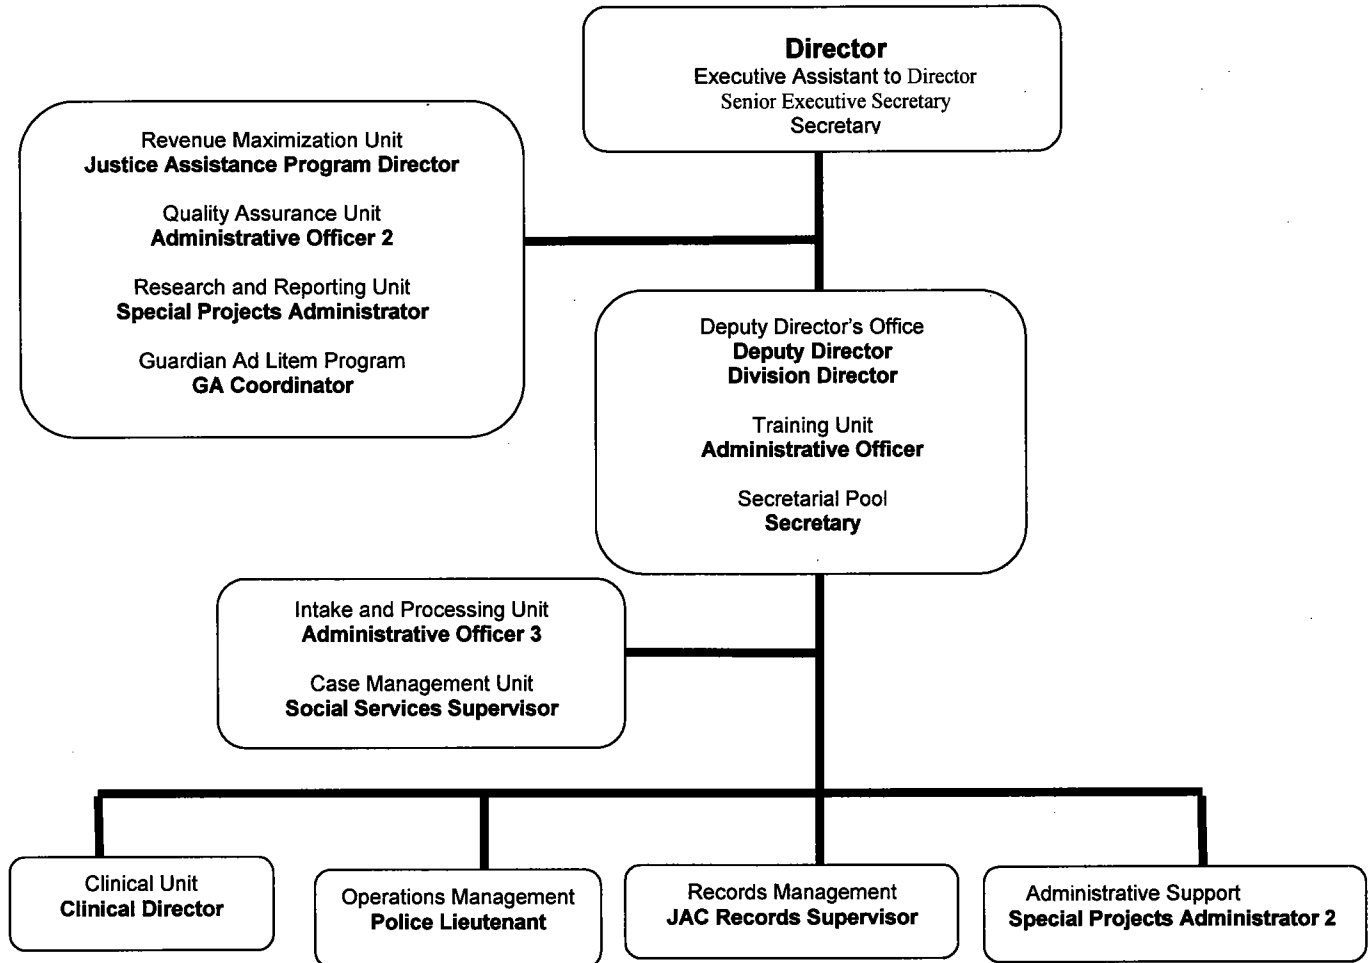 Director
Executive Assistant to Director
Senior Executive Secretary
Secretary
Revenue Maximization Unit
Justice Assistance Program Director
Quality Assurance Unit
Administrative Officer 2
Research and Reporting Unit
Special Projects Administrator
Guardian Ad Litem Program
GA Coordinator
Deputy Director's Office
Deputy Director
Division Director
Training Unit
Administrative Officer
Secretarial Pool
Secretary
Intake and Processing Unit
Administrative Officer 3
Case Management Unit
Social Services Supervisor
Clinical Unit
Clinical Director
Operations Management
Police Lieutenant
Records Management
JAC Records Supervisor
Administrative Support
Special Projects Administrator 2